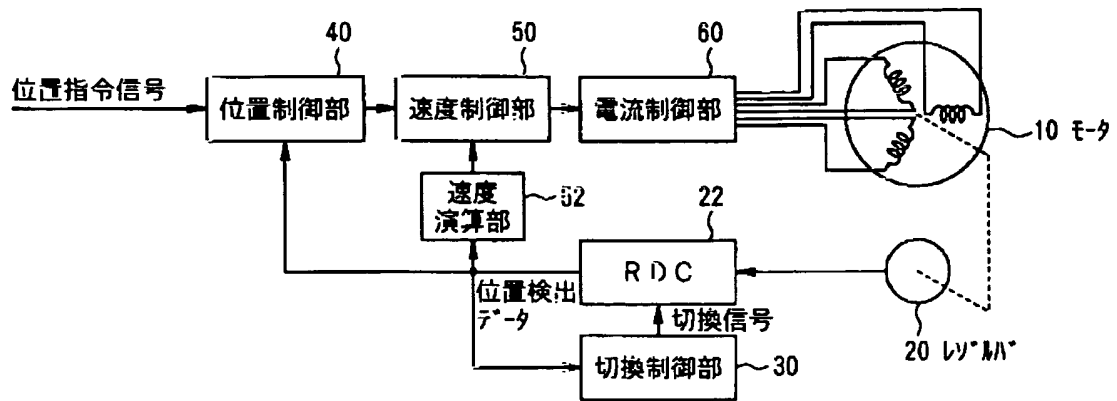 40
50
60
位置指令信号
位置制御部
速度制御部
電流制御部
10 モータ
速度
演算部
52
22
RDC
位置検出
データ
切換信号
20 レゾルバ
切換制御部
30